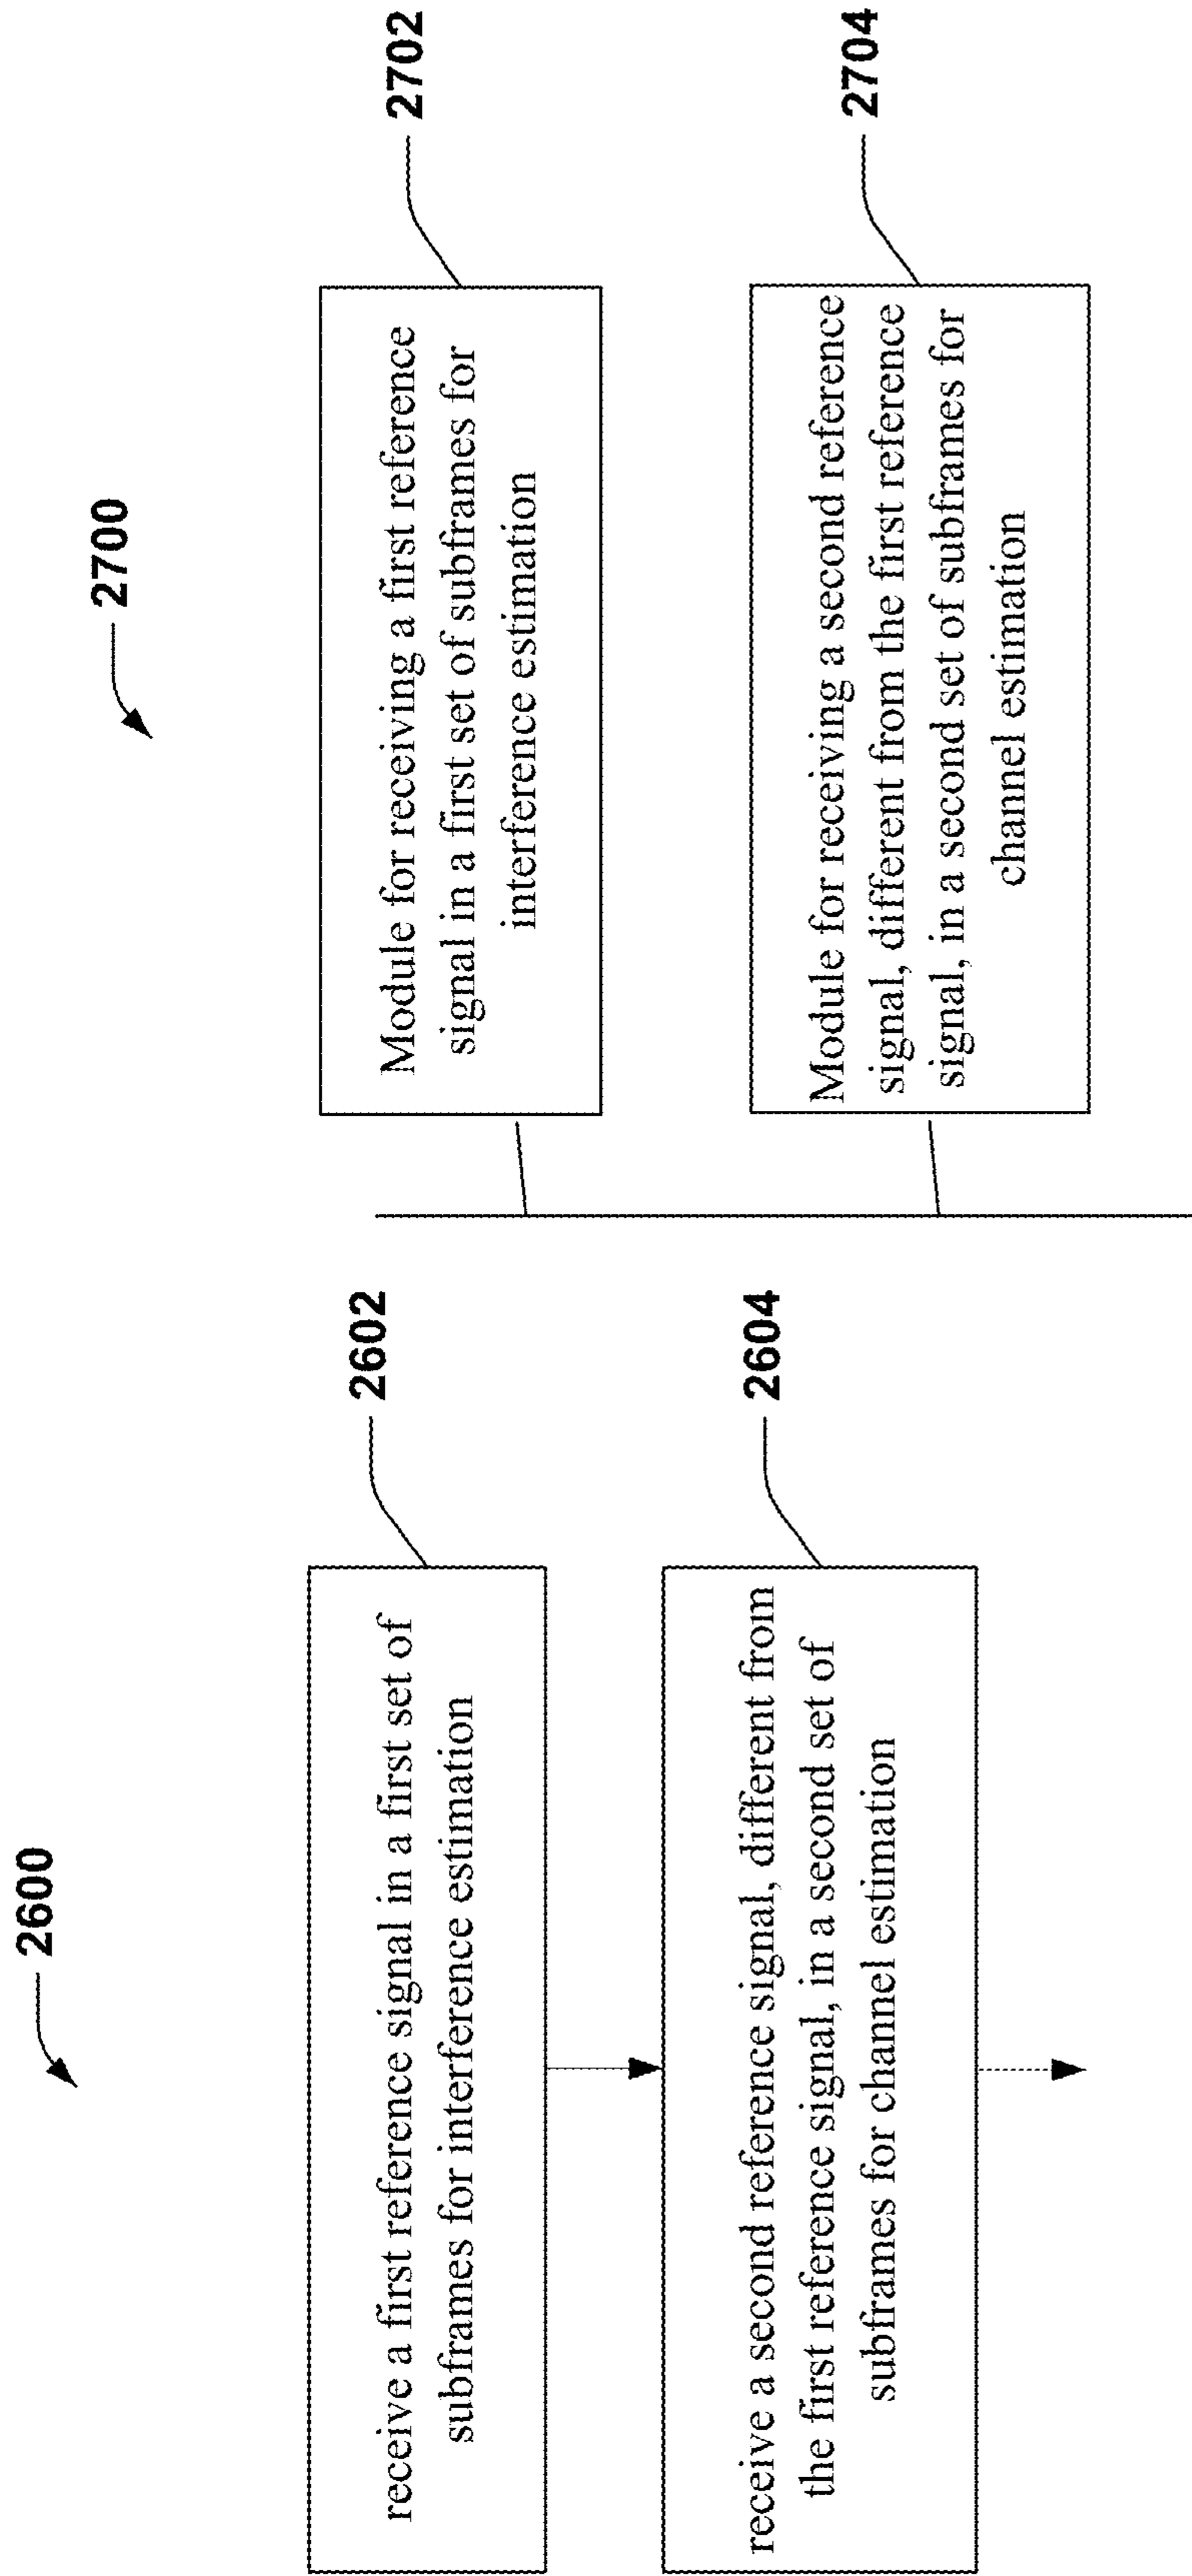 2600
receive a first reference signal in a first set of
subframes for interference estimation
2602
receive a second reference signal, different from
the first reference signal, in a second set of
subframes for channel estimation
2604
2700
Module for receiving a first reference
signal in a first set of subframes for
interference estimation
2702
Module for receiving a second reference
signal, different from the first reference
signal, in a second set of subframes for
channel estimation
2704